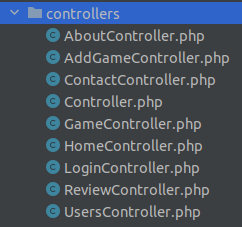 controllers
AboutController.php
AddGameController.php
ContactController.php
Controller.php
GameController.php
HomeController.php
LoginController.php
ReviewController.php
UsersController.php